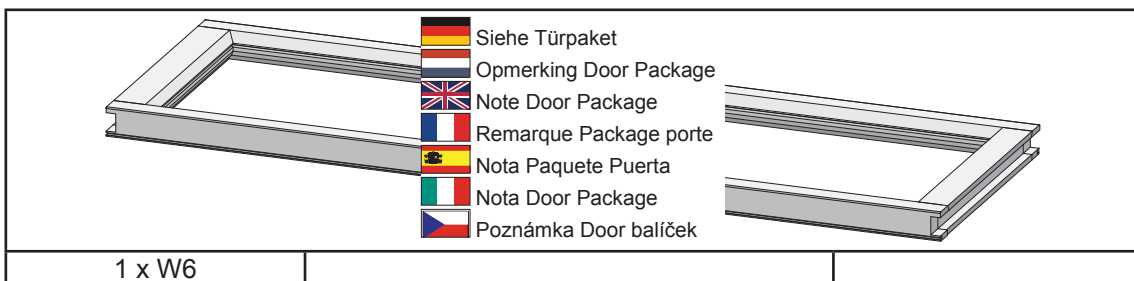 Siehe Türpaket
Opmerking Door Package
Note Door Package
Remarque Package porte
Nota Paquete Puerta
Nota Door Package
Poznámka Door balíček
1 x W6